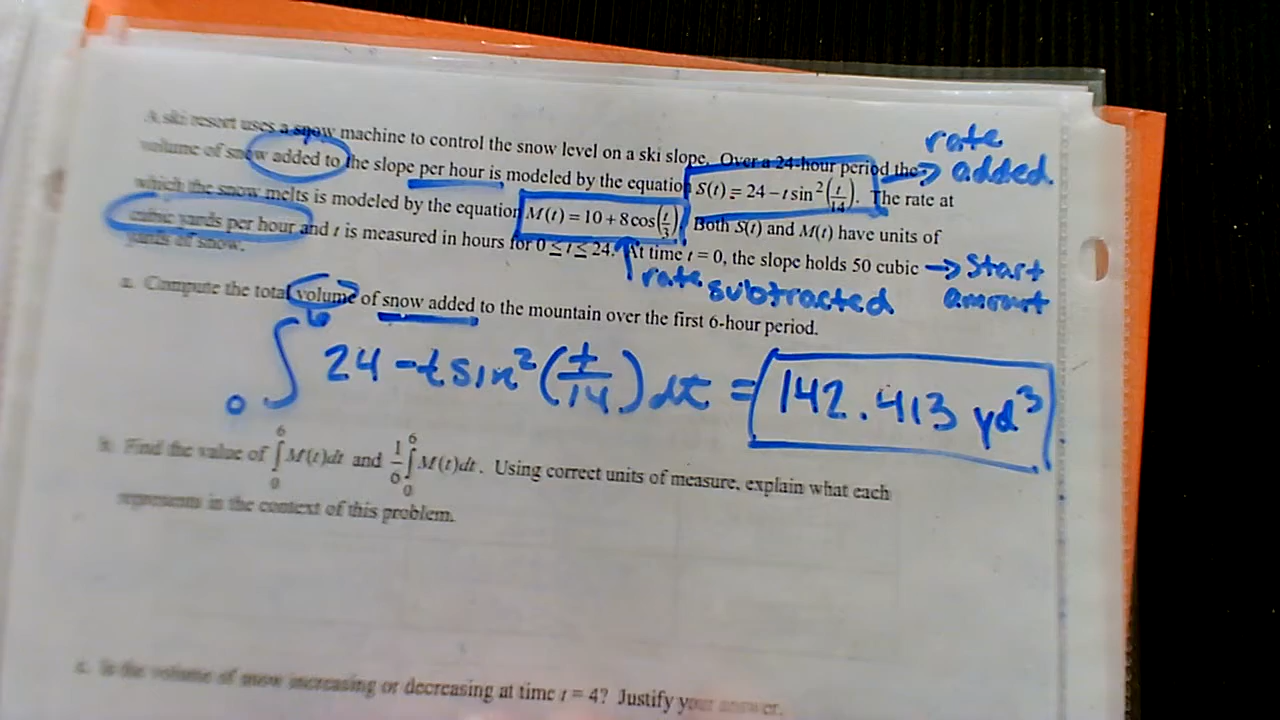 A ski resort uses a snow machine to control the snow level on a ski slope. Over a 24-hour period the
volume of snow added to the slope per hour is modeled by the equation S(t) = 24 − t sin²(t/14). The rate at
which the snow melts is modeled by the equation M(t) = 10 + 8 cos(t/3). Both S(t) and M(t) have units of
cubic yards per hour and t is measured in hours for 0 ≤ t ≤ 24. At time t = 0, the slope holds 50 cubic
yards of snow.
rate
→ added
→ start
amount
↑ rate subtracted
a. Compute the total volume of snow added to the mountain over the first 6-hour period.
∫₀⁶ 24 − t sin²(t/14) dt = 142.413 yd³
b. Find the value of ∫₀⁶ M(t)dt and 1/6 ∫₀⁶ M(t)dt. Using correct units of measure, explain what each
represents in the context of this problem.
c. Is the volume of snow increasing or decreasing at time t = 4? Justify your answer.